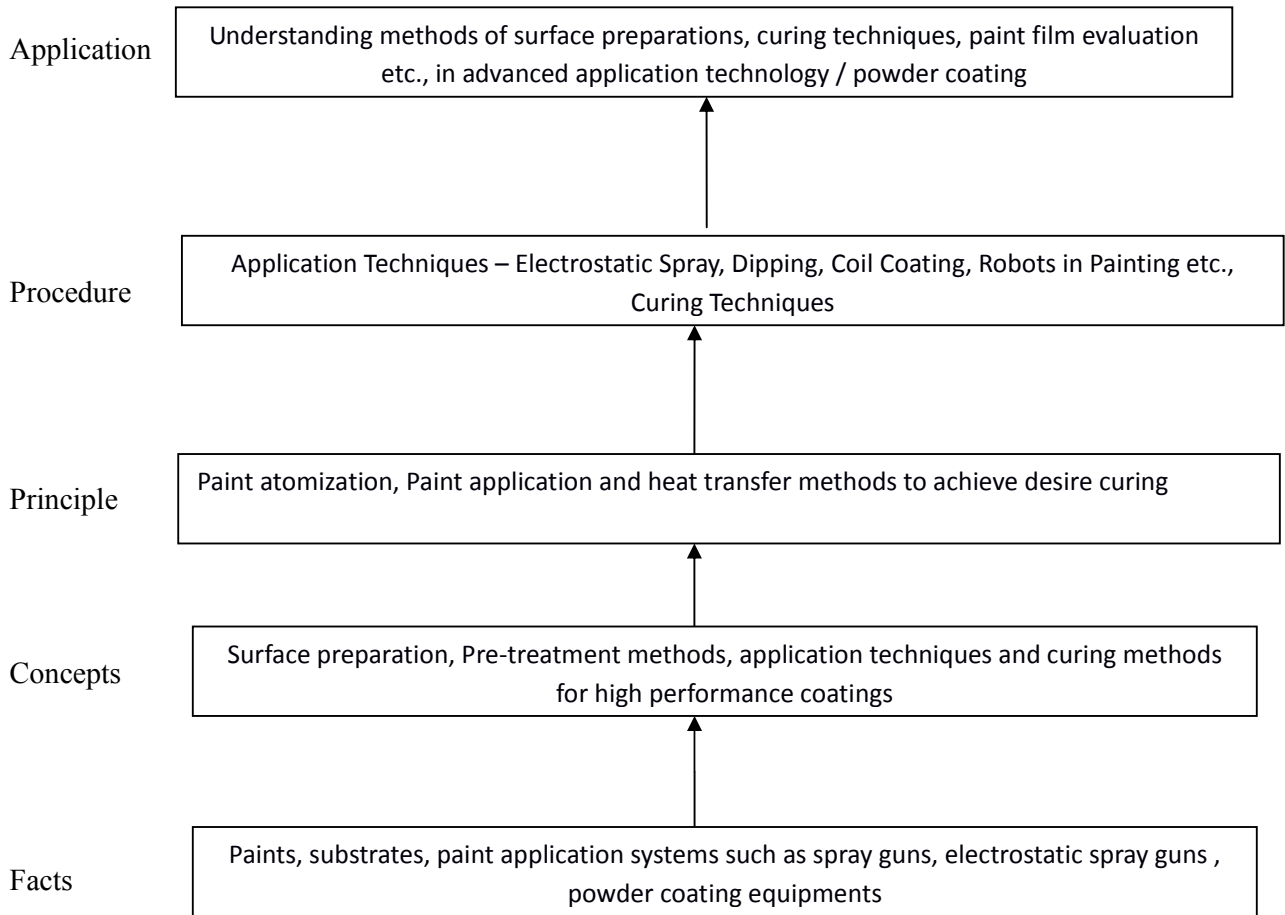 Application
Understanding methods of surface preparations, curing techniques, paint film evaluation
etc., in advanced application technology / powder coating
Procedure
Application Techniques – Electrostatic Spray, Dipping, Coil Coating, Robots in Painting etc.,
Curing Techniques
Principle
Paint atomization, Paint application and heat transfer methods to achieve desire curing
Concepts
Surface preparation, Pre-treatment methods, application techniques and curing methods
for high performance coatings
Facts
Paints, substrates, paint application systems such as spray guns, electrostatic spray guns ,
powder coating equipments